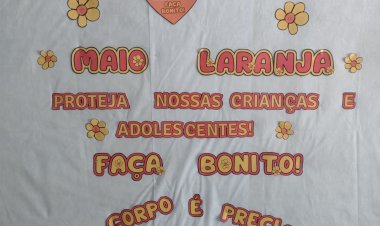 FAÇA
BONITO!
MAIO LARANJA
PROTEJA NOSSAS CRIANÇAS E
ADOLESCENTES!
FAÇA BONITO!
CORPO É